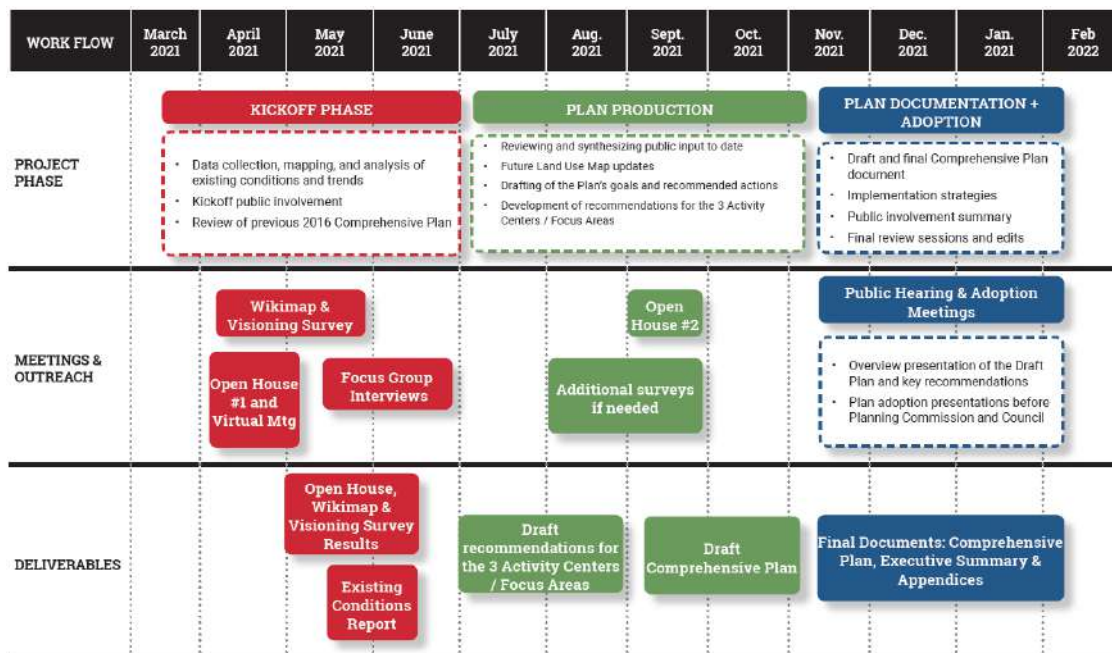 WORK FLOW
March
2021
April
2021
May
2021
June
2021
July
2021
Aug.
2021
Sept.
2021
Oct.
2021
Nov.
2021
Dec.
2021
Jan.
2021
Feb
2022
PROJECT
PHASE
KICKOFF PHASE
• Data collection, mapping, and analysis of
existing conditions and trends
• Kickoff public involvement
• Review of previous 2016 Comprehensive Plan
PLAN PRODUCTION
• Reviewing and synthesizing public input to date
• Future Land Use Map updates
• Drafting of the Plan's goals and recommended actions
• Development of recommendations for the 3 Activity
Centers / Focus Areas
PLAN DOCUMENTATION +
ADOPTION
• Draft and final Comprehensive Plan
document
• Implementation strategies
• Public involvement summary
• Final review sessions and edits
MEETINGS &
OUTREACH
Wikimap &
Visioning Survey
Open House
#1 and
Virtual Mtg
Focus Group
Interviews
Open
House #2
Additional surveys
if needed
Public Hearing & Adoption
Meetings
• Overview presentation of the Draft
Plan and key recommendations
• Plan adoption presentations before
Planning Commission and Council
DELIVERABLES
Open House,
Wikimap &
Visioning Survey
Results
Existing
Conditions
Report
Draft
recommendations for
the 3 Activity Centers
/ Focus Areas
Draft
Comprehensive Plan
Final Documents: Comprehensive
Plan, Executive Summary &
Appendices